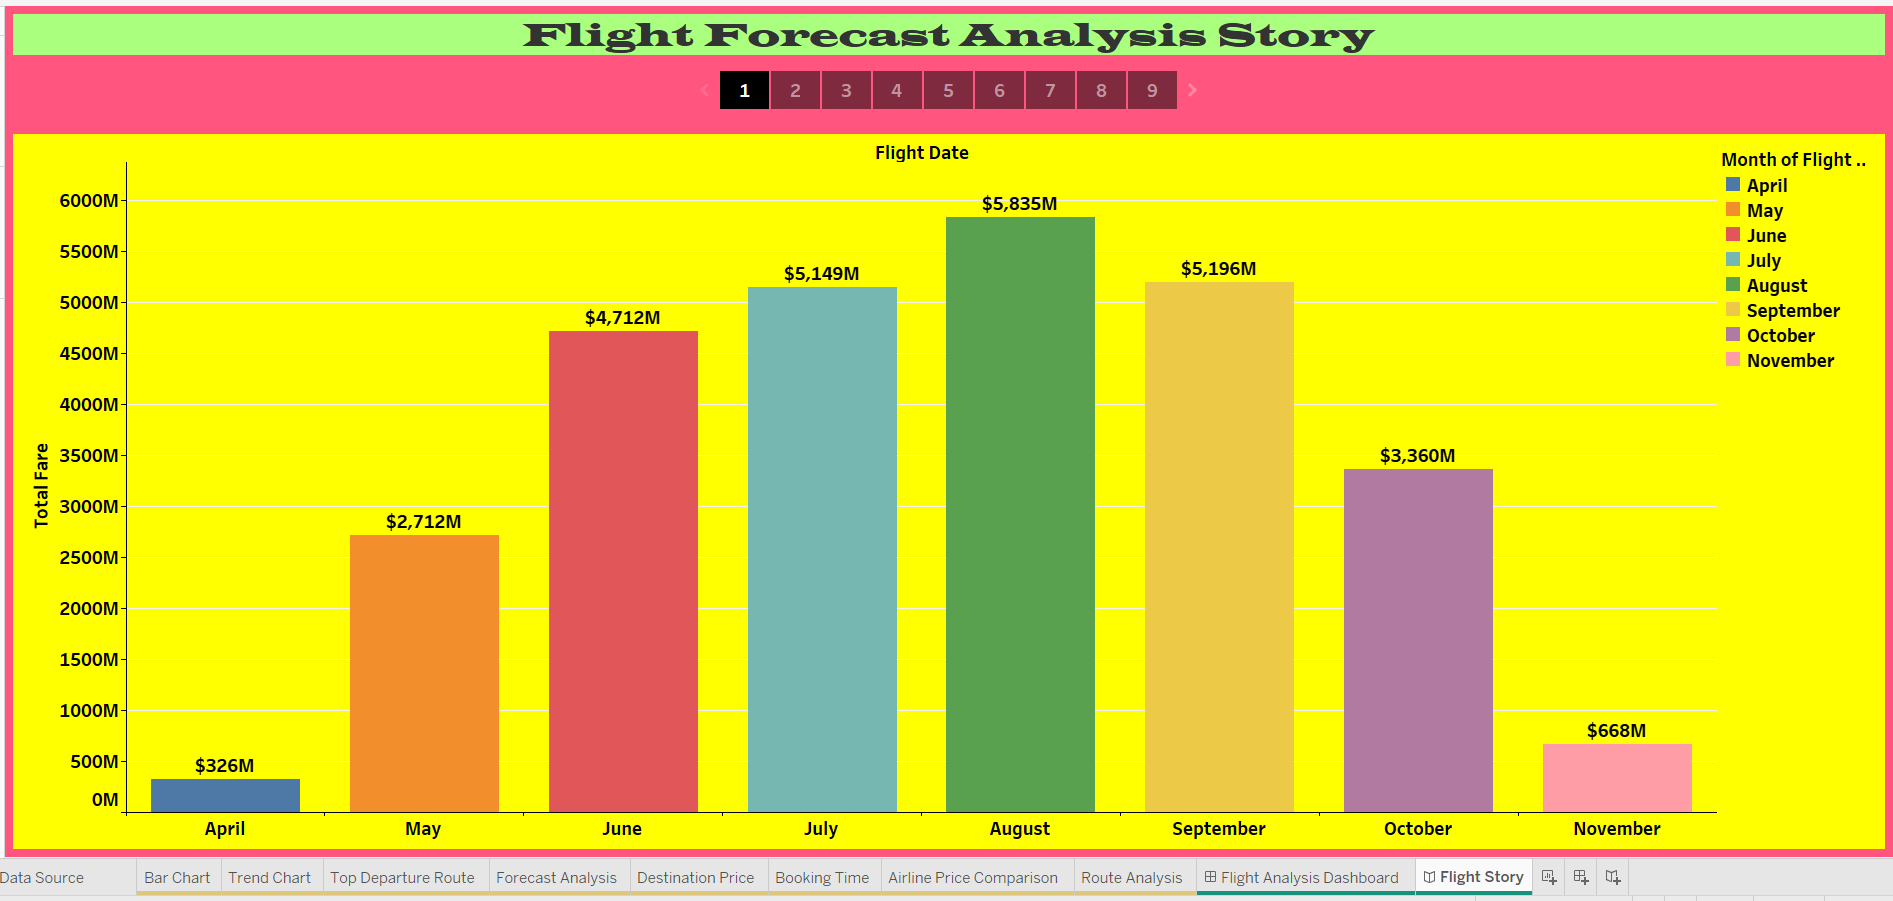 Flight Forecast Analysis Story
1 2 3 4 5 6 7 8 9
Flight Date
Month of Flight ..
April
May
June
July
August
September
October
November
Total Fare
6000M
5500M
5000M
4500M
4000M
3500M
3000M
2500M
2000M
1500M
1000M
500M
0M
$326M
$2,712M
$4,712M
$5,149M
$5,835M
$5,196M
$3,360M
$668M
April May June July August September October November
Data Source Bar Chart Trend Chart Top Departure Route Forecast Analysis Destination Price Booking Time Airline Price Comparison Route Analysis Flight Analysis Dashboard Flight Story